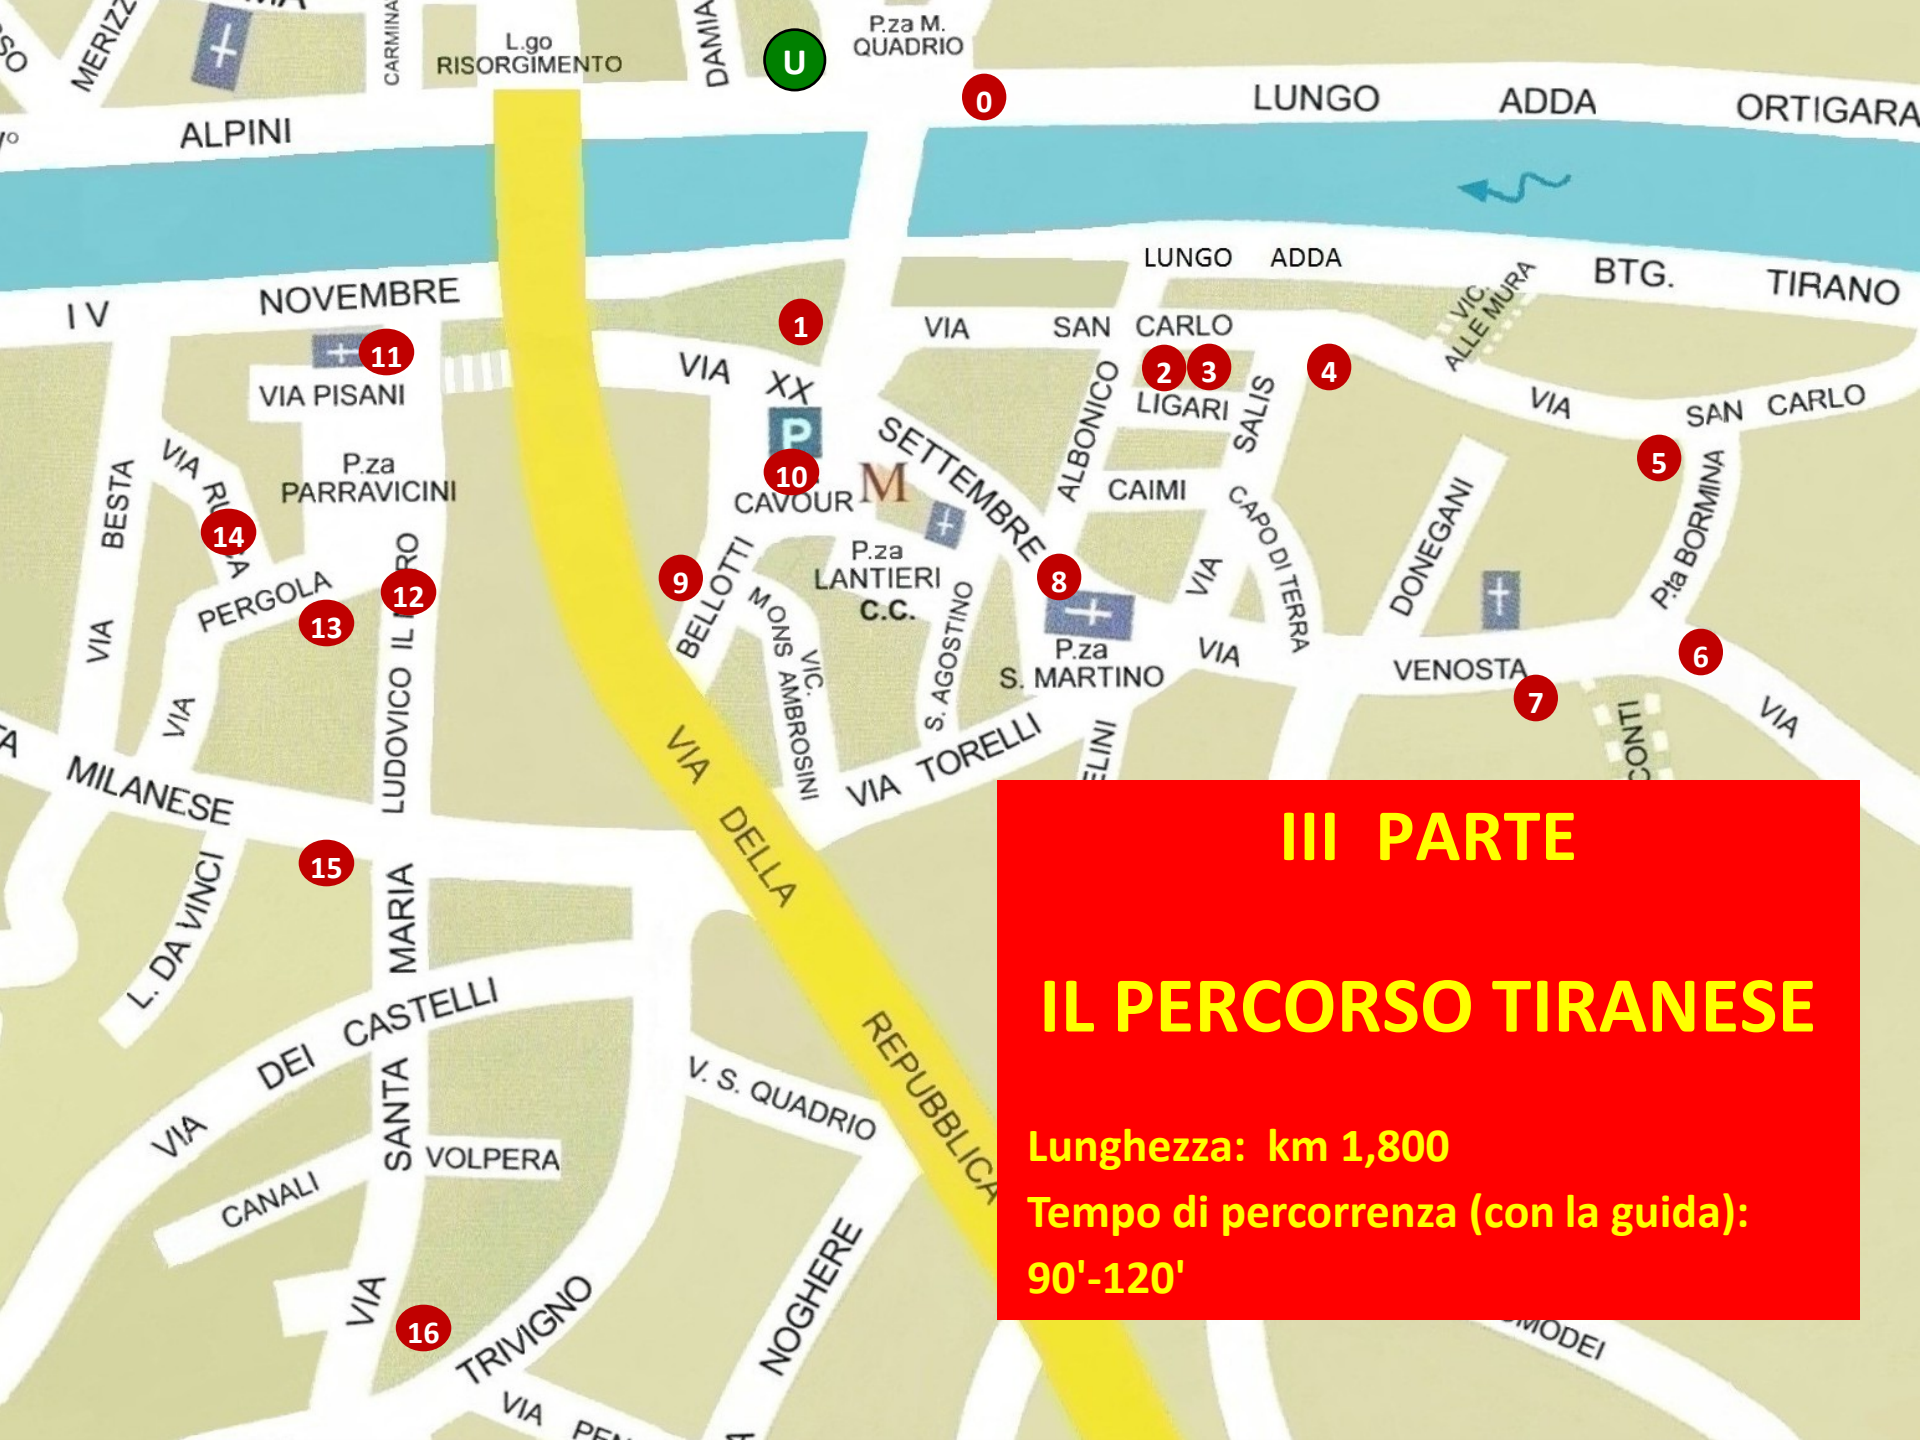 MERIZZ
CARMINA
L.go
RISORGIMENTO
DAMIA
U
P.za M.
QUADRIO
0
LUNGO ADDA ORTIGARA
ALPINI
LUNGO ADDA
BTG. TIRANO
IV NOVEMBRE
VIC.
ALLE MURA
1
VIA SAN CARLO
11
VIA PISANI
VIA XX SETTEMBRE
2
3
4
LIGARI
ALBONICO
VIA SALIS
VIA SAN CARLO
P
10
CAVOUR
M
5
P.za
PARRAVICINI
VIA BESTA
CAIMI
CAPO DI TERRA
DONEGANI
P.ta BORMINA
14
P.za
LANTIERI
C.C.
9
BELLOTTI
8
12
13
VIA PERGOLA
VIC.
MONS AMBROSINI
S. AGOSTINO
P.za
S. MARTINO
VIA VENOSTA
7
6
VIA
CONTI
LUDOVICO IL
MILANESE
VIA TORELLI
ELINI
15
L. DA VINCI
VIA DELLA REPUBBLICA
VIA SANTA MARIA
VIA DEI CASTELLI
V. S. QUADRIO
CANALI
VOLPERA
16
TRIVIGNO
NOGHERE
VIA PEN
OMODEI
III PARTE
IL PERCORSO TIRANESE
Lunghezza: km 1,800
Tempo di percorrenza (con la guida):
90'-120'